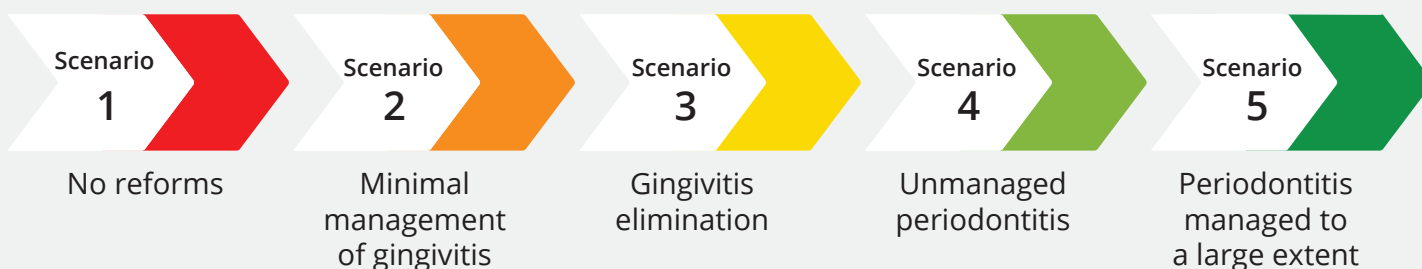 Scenario
1
No reforms
Scenario
2
Minimal
management
of gingivitis
Scenario
3
Gingivitis
elimination
Scenario
4
Unmanaged
periodontitis
Scenario
5
Periodontitis
managed to
a large extent